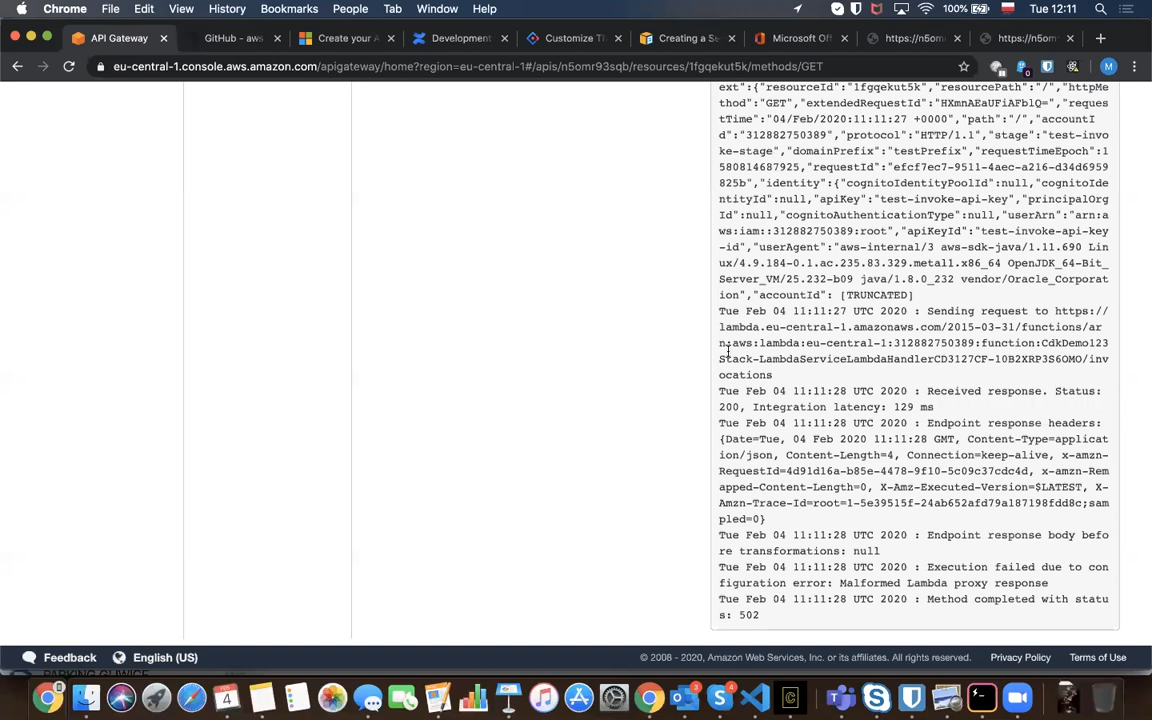 Chrome File Edit View History Bookmarks People Tab Window Help 100% Tue 12:11
API Gateway GitHub - aws Create your A Development Customize Th Creating a Se Microsoft Off https://n5om https://n5om
eu-central-1.console.aws.amazon.com/apigateway/home?region=eu-central-1#/apis/n5omr93sqb/resources/1fgqekut5k/methods/GET M
ext":{"resourceId":"1fgqekut5k","resourcePath":"/","httpMe
thod":"GET","extendedRequestId":"HXmnAEaUFiAFblQ=","reques
tTime":"04/Feb/2020:11:11:27 +0000","path":"/","accountI
d":"312882750389","protocol":"HTTP/1.1","stage":"test-invo
ke-stage","domainPrefix":"testPrefix","requestTimeEpoch":1
580814687925,"requestId":"efcf7ec7-9511-4aec-a216-d34d6959
825b","identity":{"cognitoIdentityPoolId":null,"cognitoIde
ntityId":null,"apiKey":"test-invoke-api-key","principalOrg
Id":null,"cognitoAuthenticationType":null,"userArn":"arn:a
ws:iam::312882750389:root","apiKeyId":"test-invoke-api-key
-id","userAgent":"aws-internal/3 aws-sdk-java/1.11.690 Lin
ux/4.9.184-0.1.ac.235.83.329.metal1.x86_64 OpenJDK_64-Bit_
Server_VM/25.232-b09 java/1.8.0_232 vendor/Oracle_Corporat
ion","accountId": [TRUNCATED]
Tue Feb 04 11:11:27 UTC 2020 : Sending request to https://
lambda.eu-central-1.amazonaws.com/2015-03-31/functions/ar
n:aws:lambda:eu-central-1:312882750389:function:CdkDemo123
Stack-LambdaServiceLambdaHandlerCD3127CF-10B2XRP3S6OMO/inv
ocations
Tue Feb 04 11:11:28 UTC 2020 : Received response. Status:
200, Integration latency: 129 ms
Tue Feb 04 11:11:28 UTC 2020 : Endpoint response headers:
{Date=Tue, 04 Feb 2020 11:11:28 GMT, Content-Type=applicat
ion/json, Content-Length=4, Connection=keep-alive, x-amzn-
RequestId=4d91d16a-b85e-4478-9f10-5c09c37cdc4d, x-amzn-Rem
apped-Content-Length=0, X-Amz-Executed-Version=$LATEST, X-
Amzn-Trace-Id=root=1-5e39515f-24ab652afd79a187198fdd8c;sam
pled=0}
Tue Feb 04 11:11:28 UTC 2020 : Endpoint response body befo
re transformations: null
Tue Feb 04 11:11:28 UTC 2020 : Execution failed due to con
figuration error: Malformed Lambda proxy response
Tue Feb 04 11:11:28 UTC 2020 : Method completed with statu
s: 502
Feedback English (US) © 2008 - 2020, Amazon Web Services, Inc. or its affiliates. All rights reserved. Privacy Policy Terms of Use